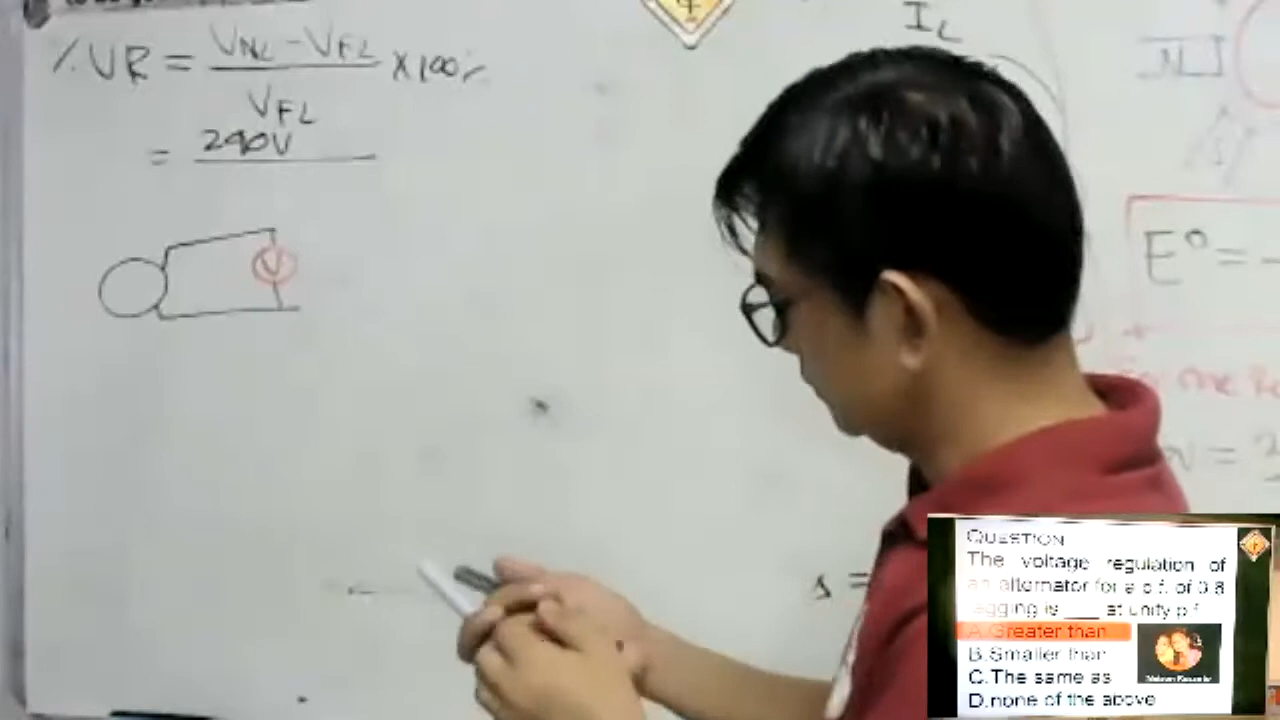 % VR = VNL - VFL / VFL × 100%
= 240V
V
IL
E° =
s =
QUESTION
The voltage regulation of
an alternator for a p.f. of 0.8
lagging is ___ at unity p.f
A.Greater than
B.Smaller than
C.The same as
D.none of the above